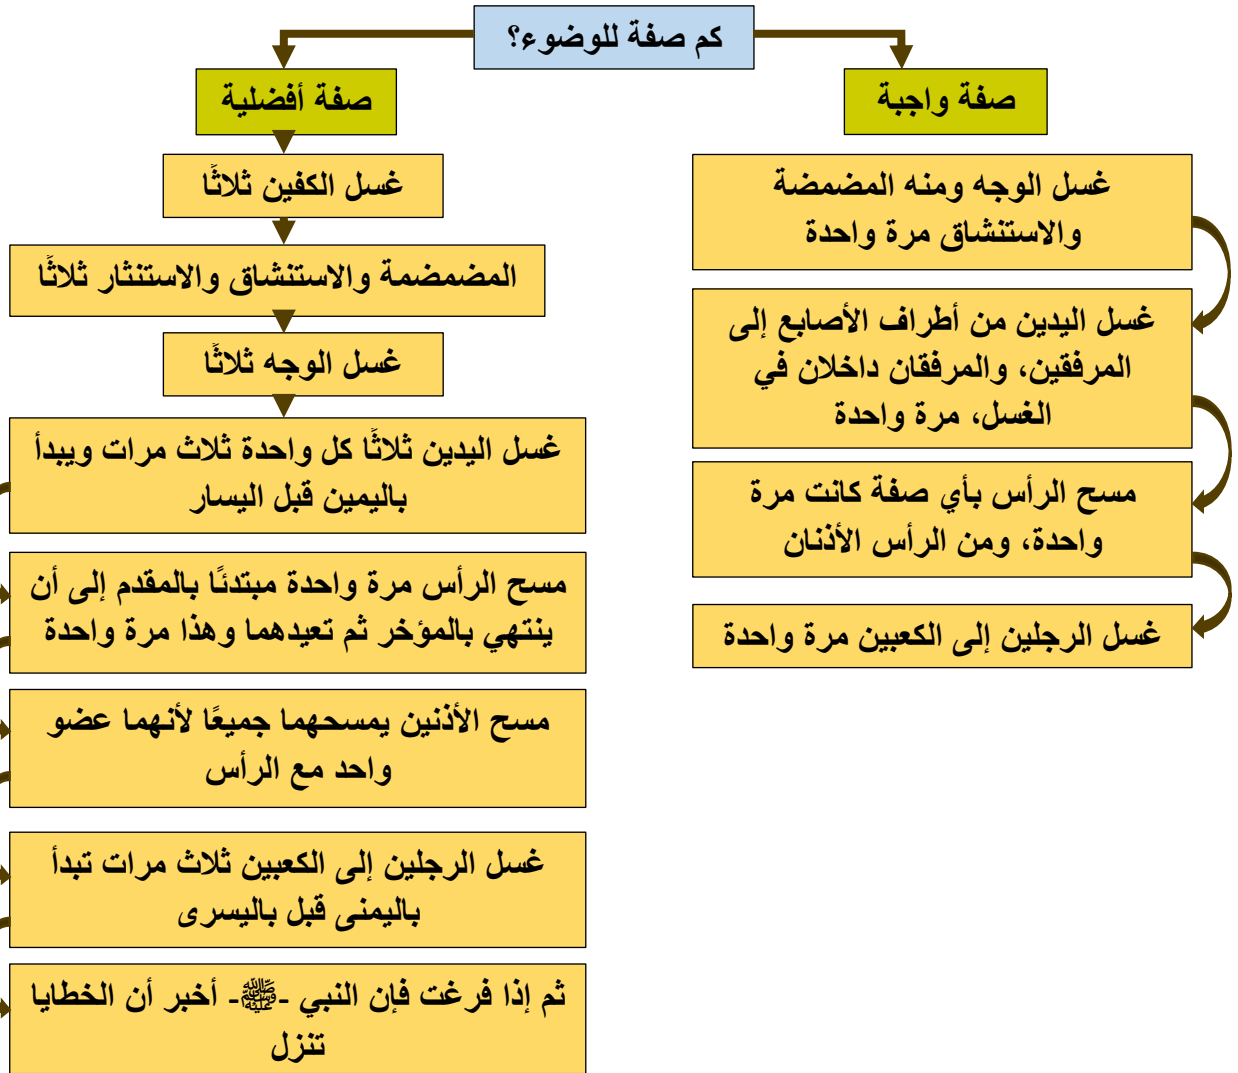 كم صفة للوضوء؟
صفة واجبة
غسل الوجه ومنه المضمضة
والاستنشاق مرة واحدة
غسل اليدين من أطراف الأصابع إلى
المرفقين، والمرفقان داخلان في
الغسل، مرة واحدة
مسح الرأس بأي صفة كانت مرة
واحدة، ومن الرأس الأذنان
غسل الرجلين إلى الكعبين مرة واحدة
صفة أفضلية
غسل الكفين ثلاثًا
المضمضمة والاستنشاق والاستنثار ثلاثًا
غسل الوجه ثلاثًا
غسل اليدين ثلاثًا كل واحدة ثلاث مرات ويبدأ
باليمين قبل اليسار
مسح الرأس مرة واحدة مبتدئًا بالمقدم إلى أن
ينتهي بالمؤخر ثم تعيدهما وهذا مرة واحدة
مسح الأذنين يمسحهما جميعًا لأنهما عضو
واحد مع الرأس
غسل الرجلين إلى الكعبين ثلاث مرات تبدأ
باليمنى قبل باليسرى
ثم إذا فرغت فإن النبي -ﷺ- أخبر أن الخطايا
تنزل